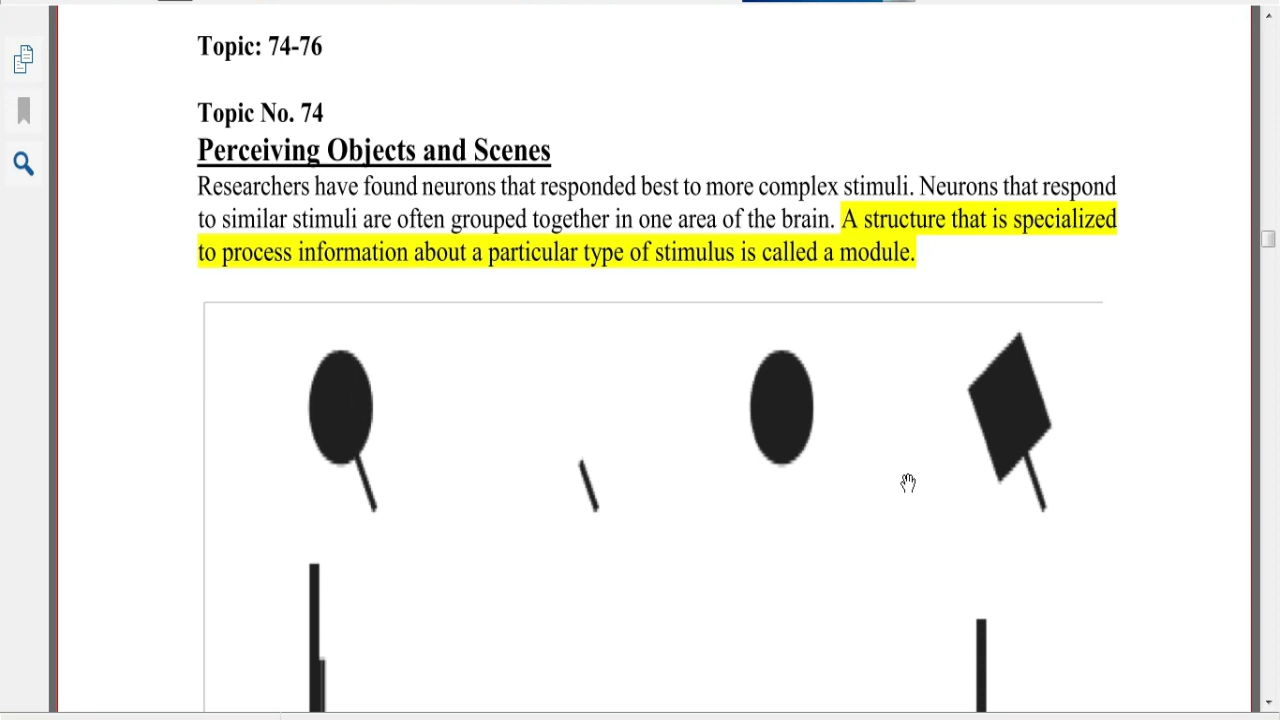 Topic: 74-76
Topic No. 74
Perceiving Objects and Scenes
Researchers have found neurons that responded best to more complex stimuli. Neurons that respond
to similar stimuli are often grouped together in one area of the brain. A structure that is specialized
to process information about a particular type of stimulus is called a module.